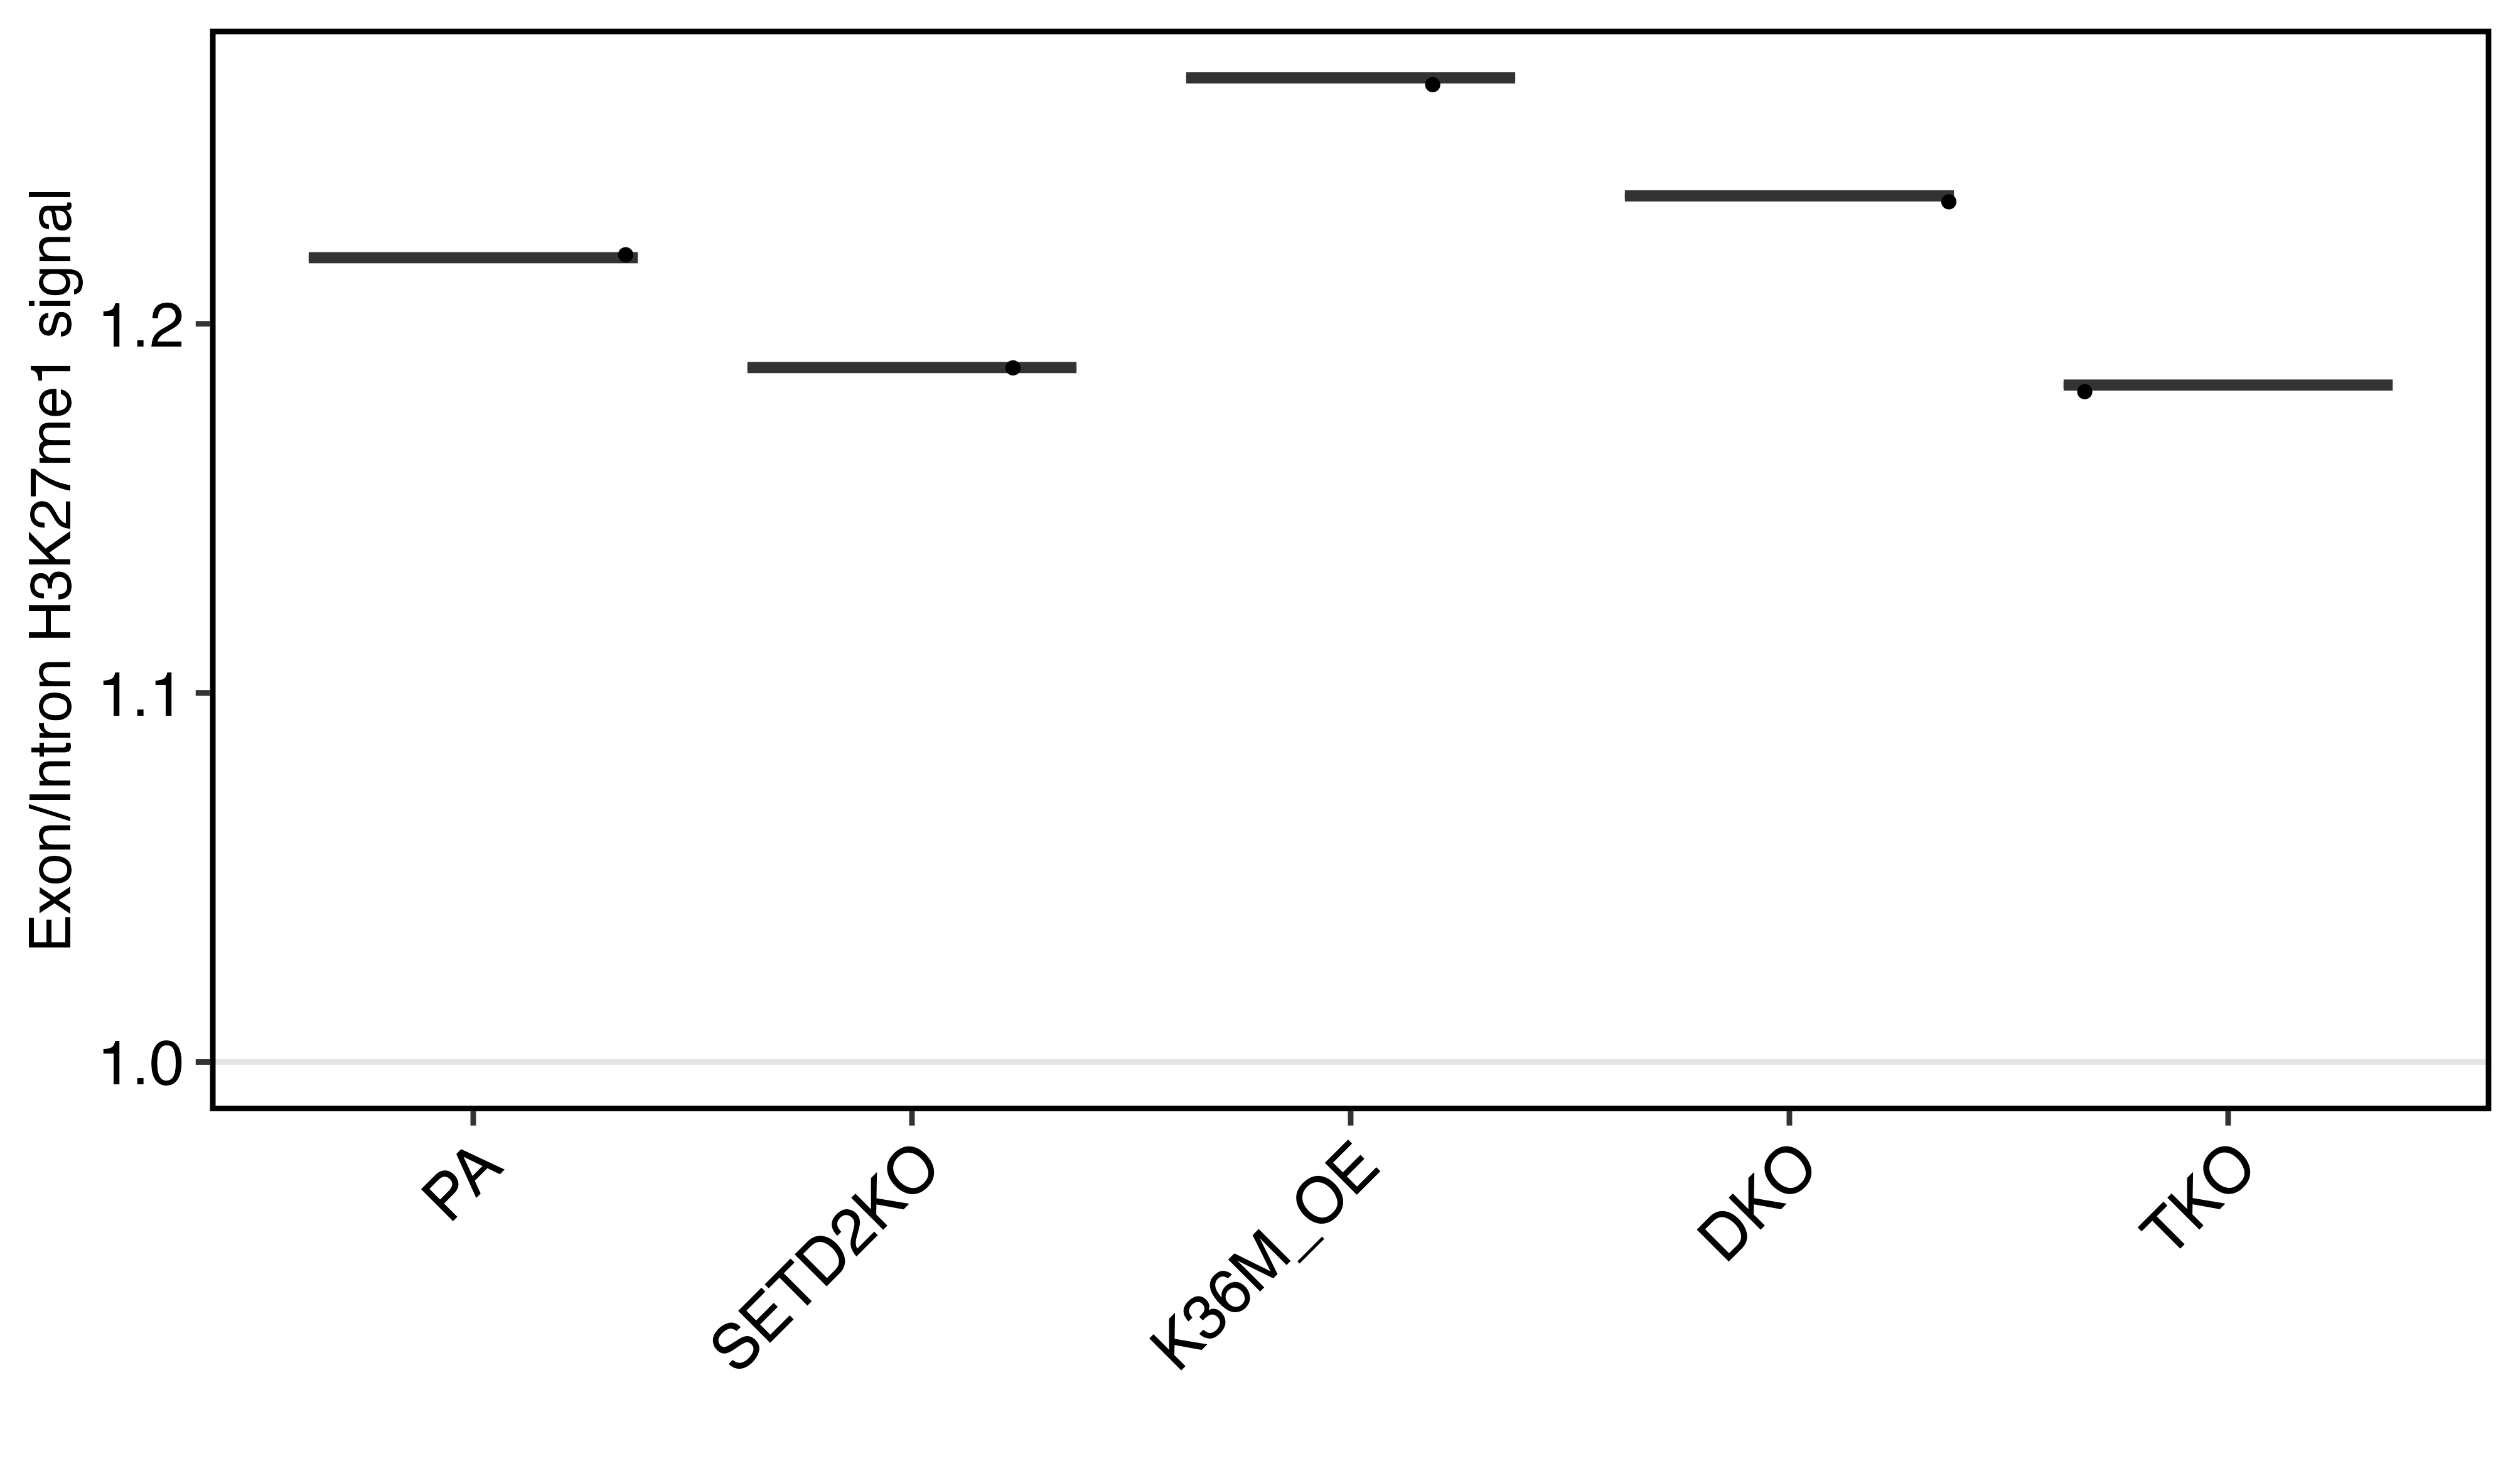 Exon/Intron H3K27me1 signal
1.2
1.1
1.0
PA
SETD2KO
K36M_OE
DKO
TKO